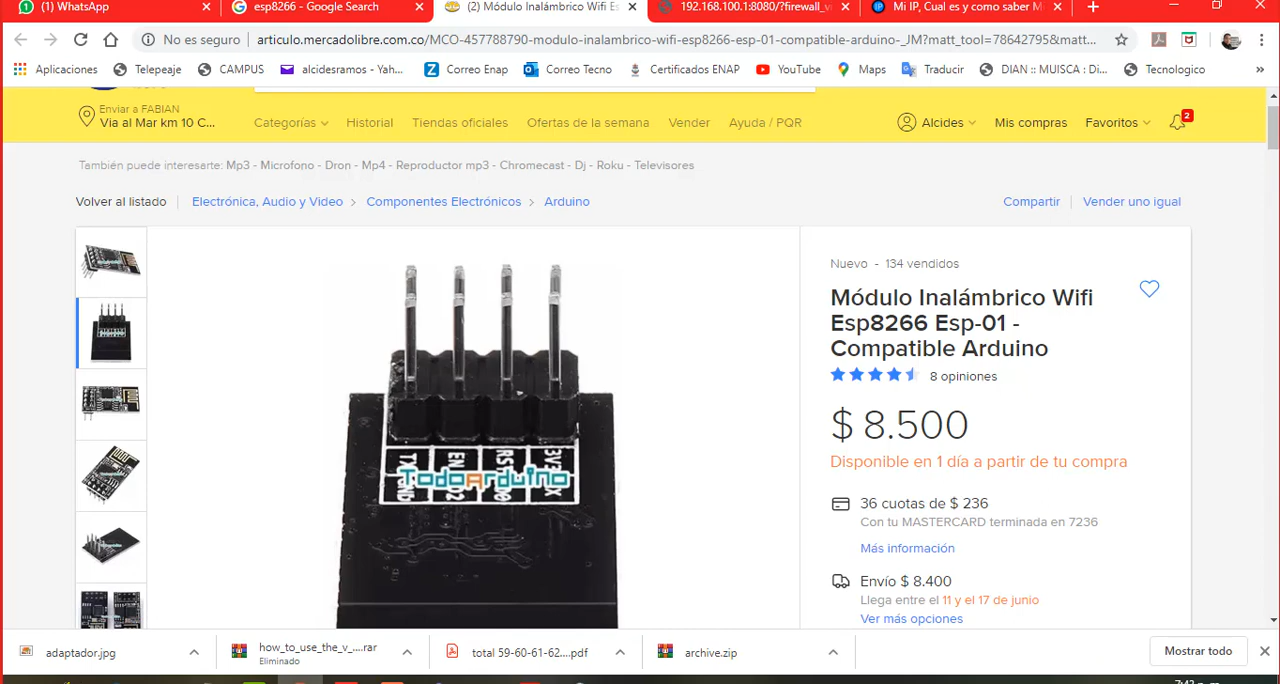 (1) WhatsApp
esp8266 - Google Search
(2) Módulo Inalámbrico Wifi Es
192.168.100.1:8080/?firewall_v
Mi IP, Cual es y como saber M
No es seguro
articulo.mercadolibre.com.co/MCO-457788790-modulo-inalambrico-wifi-esp8266-esp-01-compatible-arduino-_JM?matt_tool=78642795&matt...
Aplicaciones
Telepeaje
CAMPUS
alcidesramos - Yah...
Correo Enap
Correo Tecno
Certificados ENAP
YouTube
Maps
Traducir
DIAN :: MUISCA : Di...
Tecnologico
»
Enviar a FABIAN
Via al Mar km 10 C...
Categorías
Historial
Tiendas oficiales
Ofertas de la semana
Vender
Ayuda / PQR
Alcides
Mis compras
Favoritos
2
También puede interesarte: Mp3 - Microfono - Dron - Mp4 - Reproductor mp3 - Chromecast - Dj - Roku - Televisores
Volver al listado
Electrónica, Audio y Video > Componentes Electrónicos > Arduino
Compartir
Vender uno igual
Nuevo - 134 vendidos
Módulo Inalámbrico Wifi
Esp8266 Esp-01 -
Compatible Arduino
8 opiniones
$ 8.500
Disponible en 1 día a partir de tu compra
36 cuotas de $ 236
Con tu MASTERCARD terminada en 7236
Más información
Envío $ 8.400
Llega entre el 11 y el 17 de junio
Ver más opciones
TodoArduino
adaptador.jpg
how_to_use_the_v_....rar
Eliminado
total 59-60-61-62....pdf
archive.zip
Mostrar todo